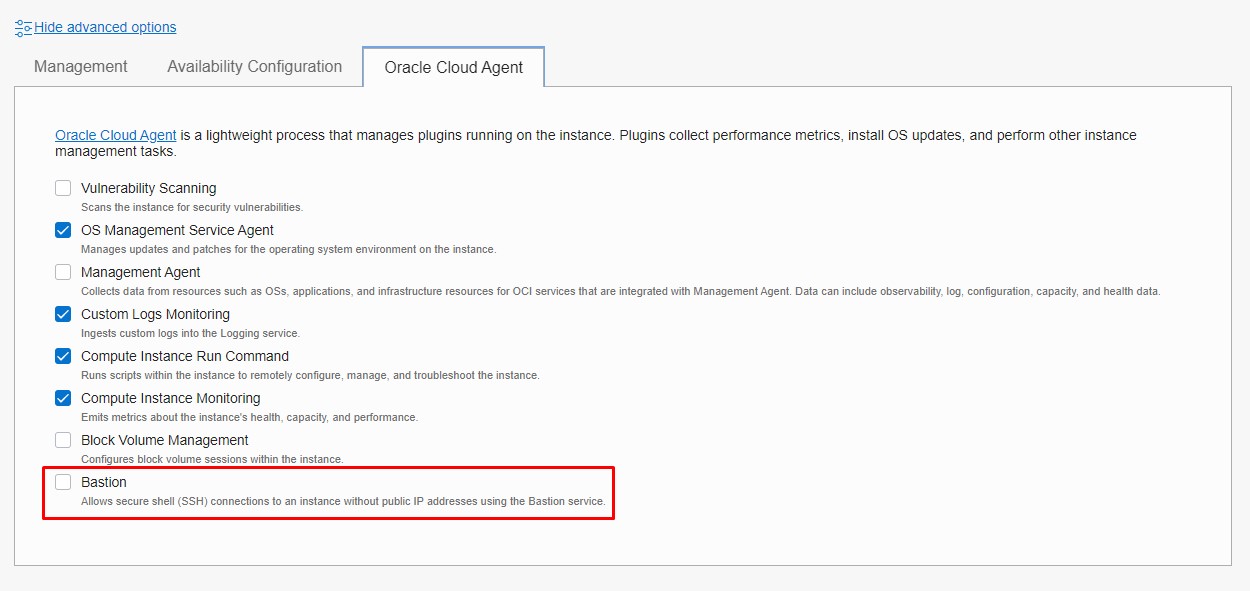 Hide advanced options
Management Availability Configuration Oracle Cloud Agent
Oracle Cloud Agent is a lightweight process that manages plugins running on the instance. Plugins collect performance metrics, install OS updates, and perform other instance
management tasks.
Vulnerability Scanning
Scans the instance for security vulnerabilities.
OS Management Service Agent
Manages updates and patches for the operating system environment on the instance.
Management Agent
Collects data from resources such as OSs, applications, and infrastructure resources for OCI services that are integrated with Management Agent. Data can include observability, log, configuration, capacity, and health data.
Custom Logs Monitoring
Ingests custom logs into the Logging service.
Compute Instance Run Command
Runs scripts within the instance to remotely configure, manage, and troubleshoot the instance.
Compute Instance Monitoring
Emits metrics about the instance's health, capacity, and performance.
Block Volume Management
Configures block volume sessions within the instance.
Bastion
Allows secure shell (SSH) connections to an instance without public IP addresses using the Bastion service.